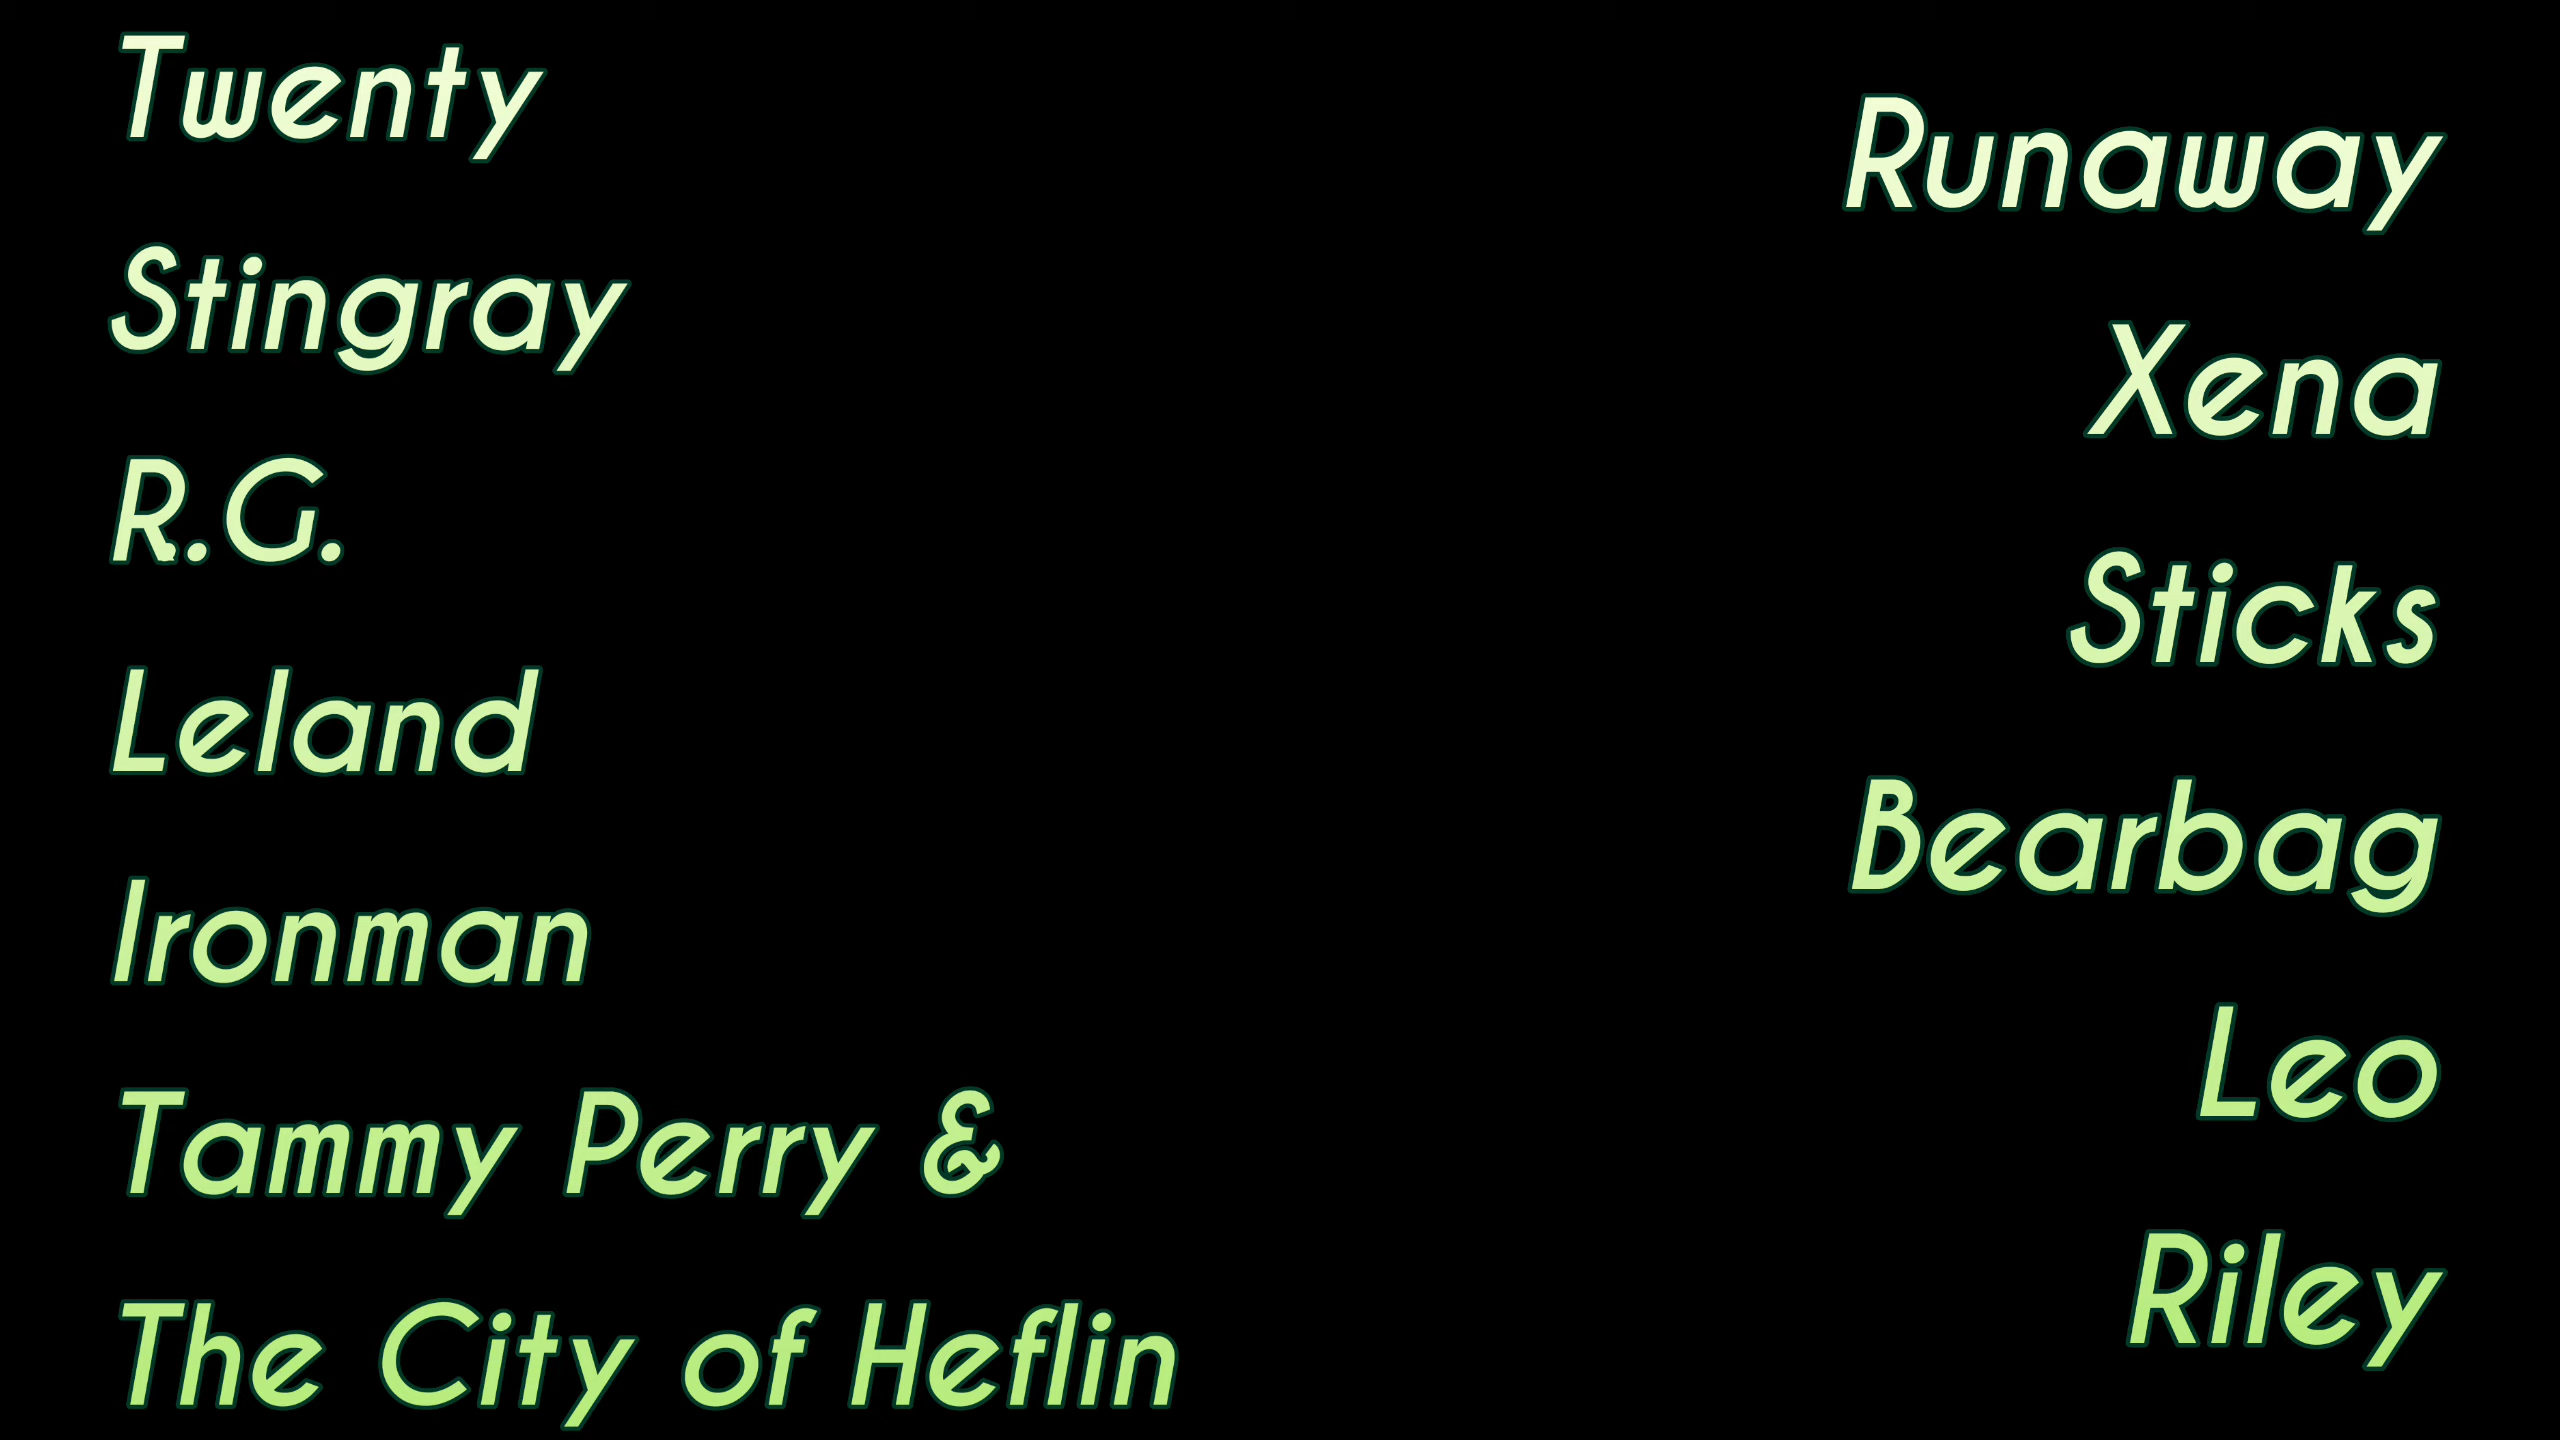 Twenty
Stingray
R.G.
Leland
Ironman
Tammy Perry &
The City of Heflin
Runaway
Xena
Sticks
Bearbag
Leo
Riley